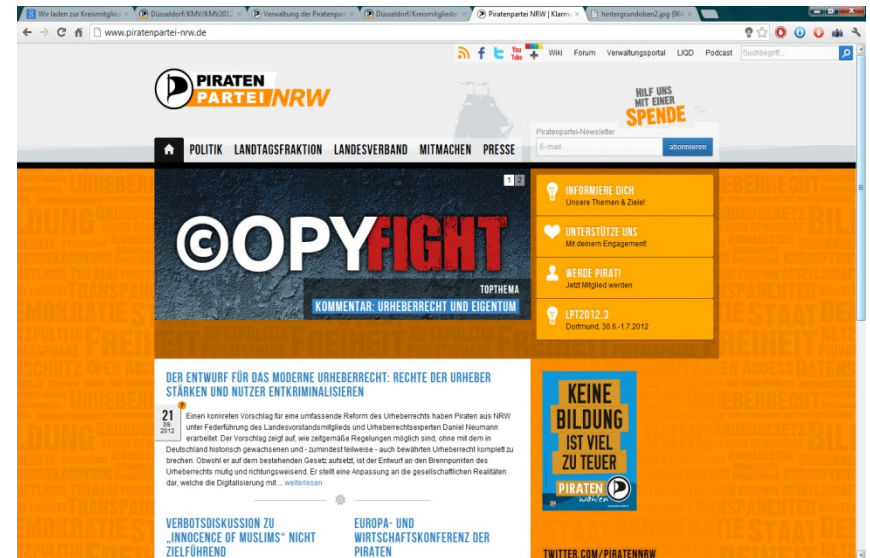 Wir laden zur Kreismitglied
Düsseldorf/KMV/KMV2012
Verwaltung der Piratenpart
Düsseldorf/Kreismitglieder
Piratenpartei NRW | Klarma
hintergrundoben2.jpg
www.piratenpartei-nrw.de
Wiki Forum Verwaltungsportal LIQD Podcast Suchbegriff...
PIRATEN
PARTEI NRW
HILF UNS
MIT EINER
SPENDE
Piratenpartei-Newsletter
E-mail abonnieren
POLITIK LANDTAGSFRAKTION LANDESVERBAND MITMACHEN PRESSE
1 2
©OPYFIGHT
TOPTHEMA
KOMMENTAR: URHEBERRECHT UND EIGENTUM
INFORMIERE DICH
Unsere Themen & Ziele!
UNTERSTÜTZE UNS
Mit deinem Engagement!
WERDE PIRAT!
Jetzt Mitglied werden
LPT2012.3
Dortmund, 30.6.-1.7.2012
DER ENTWURF FÜR DAS MODERNE URHEBERRECHT: RECHTE DER URHEBER
STÄRKEN UND NUTZER ENTKRIMINALISIEREN
21
09.
2012
Einen konkreten Vorschlag für eine umfassende Reform des Urheberrechts haben Piraten aus NRW
unter Federführung des Landesvorstandsmitglieds und Urheberrechtsexperten Daniel Neumann
erarbeitet. Der Vorschlag zeigt auf, wie zeitgemäße Regelungen möglich sind, ohne mit dem in
Deutschland historisch gewachsenen und - zumindest teilweise - auch bewährten Urheberrecht komplett zu
brechen. Obwohl er auf dem bestehenden Gesetz aufsetzt, ist der Entwurf an den Brennpunkten des
Urheberrechts mutig und richtungsweisend. Er stellt eine Anpassung an die gesellschaftlichen Realitäten
dar, welche die Digitalisierung mit ... weiterlesen
VERBOTSDISKUSSION ZU
„INNOCENCE OF MUSLIMS“ NICHT
ZIELFÜHREND
EUROPA- UND
WIRTSCHAFTSKONFERENZ DER
PIRATEN
KEINE
BILDUNG
IST VIEL
ZU TEUER
PIRATEN
wählen
TWITTER.COM/PIRATENNRW